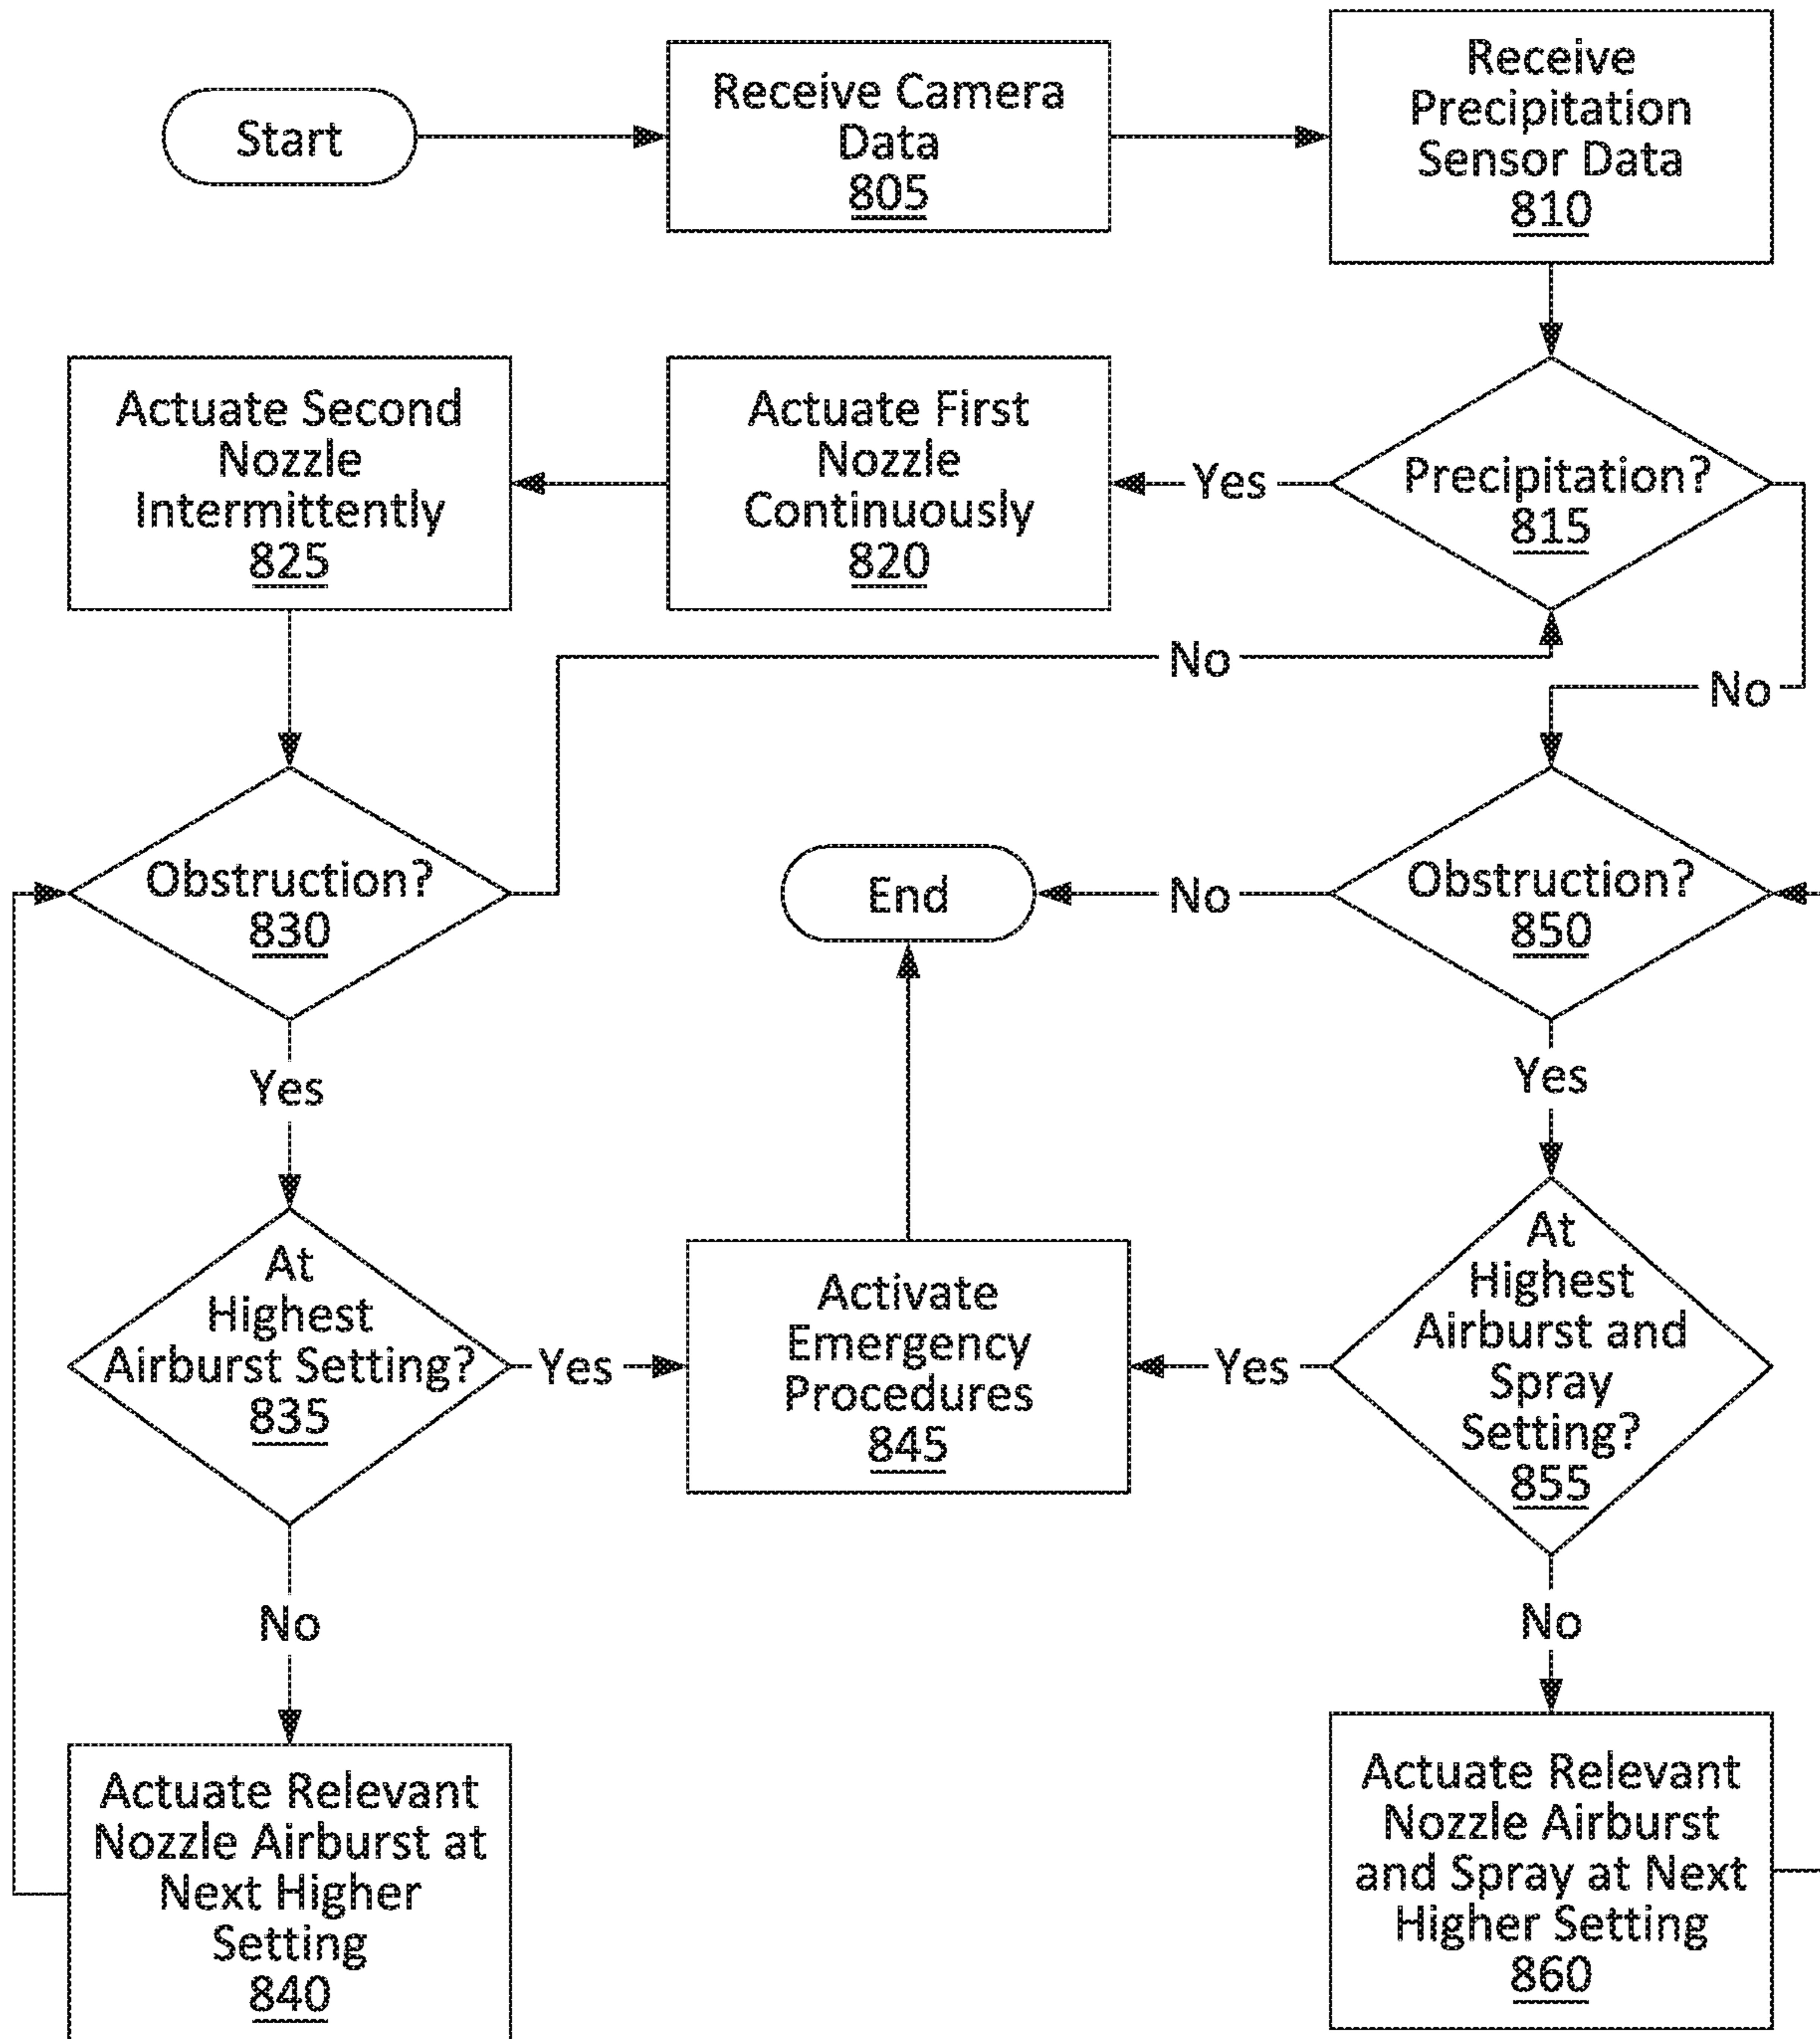 Start
Receive Camera
Data
805
Receive
Precipitation
Sensor Data
810
Actuate Second
Nozzle
Intermittently
825
Actuate First
Nozzle
Continuously
820
Yes
Precipitation?
815
No
No
Obstruction?
830
End
No
Obstruction?
850
Yes
Yes
At
Highest
Airburst Setting?
835
Yes
Activate
Emergency
Procedures
845
Yes
At
Highest
Airburst and
Spray
Setting?
855
No
No
Actuate Relevant
Nozzle Airburst at
Next Higher
Setting
840
Actuate Relevant
Nozzle Airburst
and Spray at Next
Higher Setting
860